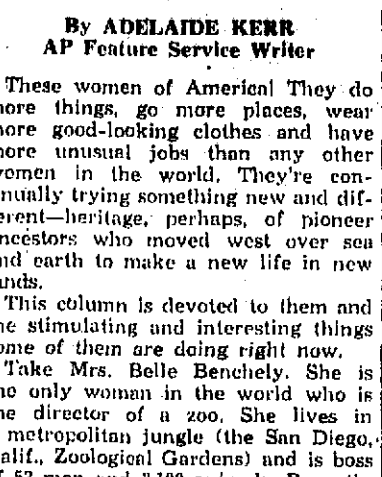 By ADELAIDE KERR
AP Feature Service Writer
These women of America! They do
more things, go more places, wear
more good-looking clothes and have
more unusual jobs than any other
women in the world. They're con-
tinually trying something new and dif-
ferent—heritage, perhaps, of pioneer
ancestors who moved west over sea
and earth to make a new life in new
lands.
This column is devoted to them and
the stimulating and interesting things
some of them are doing right now.
Take Mrs. Belle Benchely. She is
the only woman in the world who is
the director of a zoo. She lives in
metropolitan jungle (the San Diego,
Calif., Zoological Gardens) and is boss